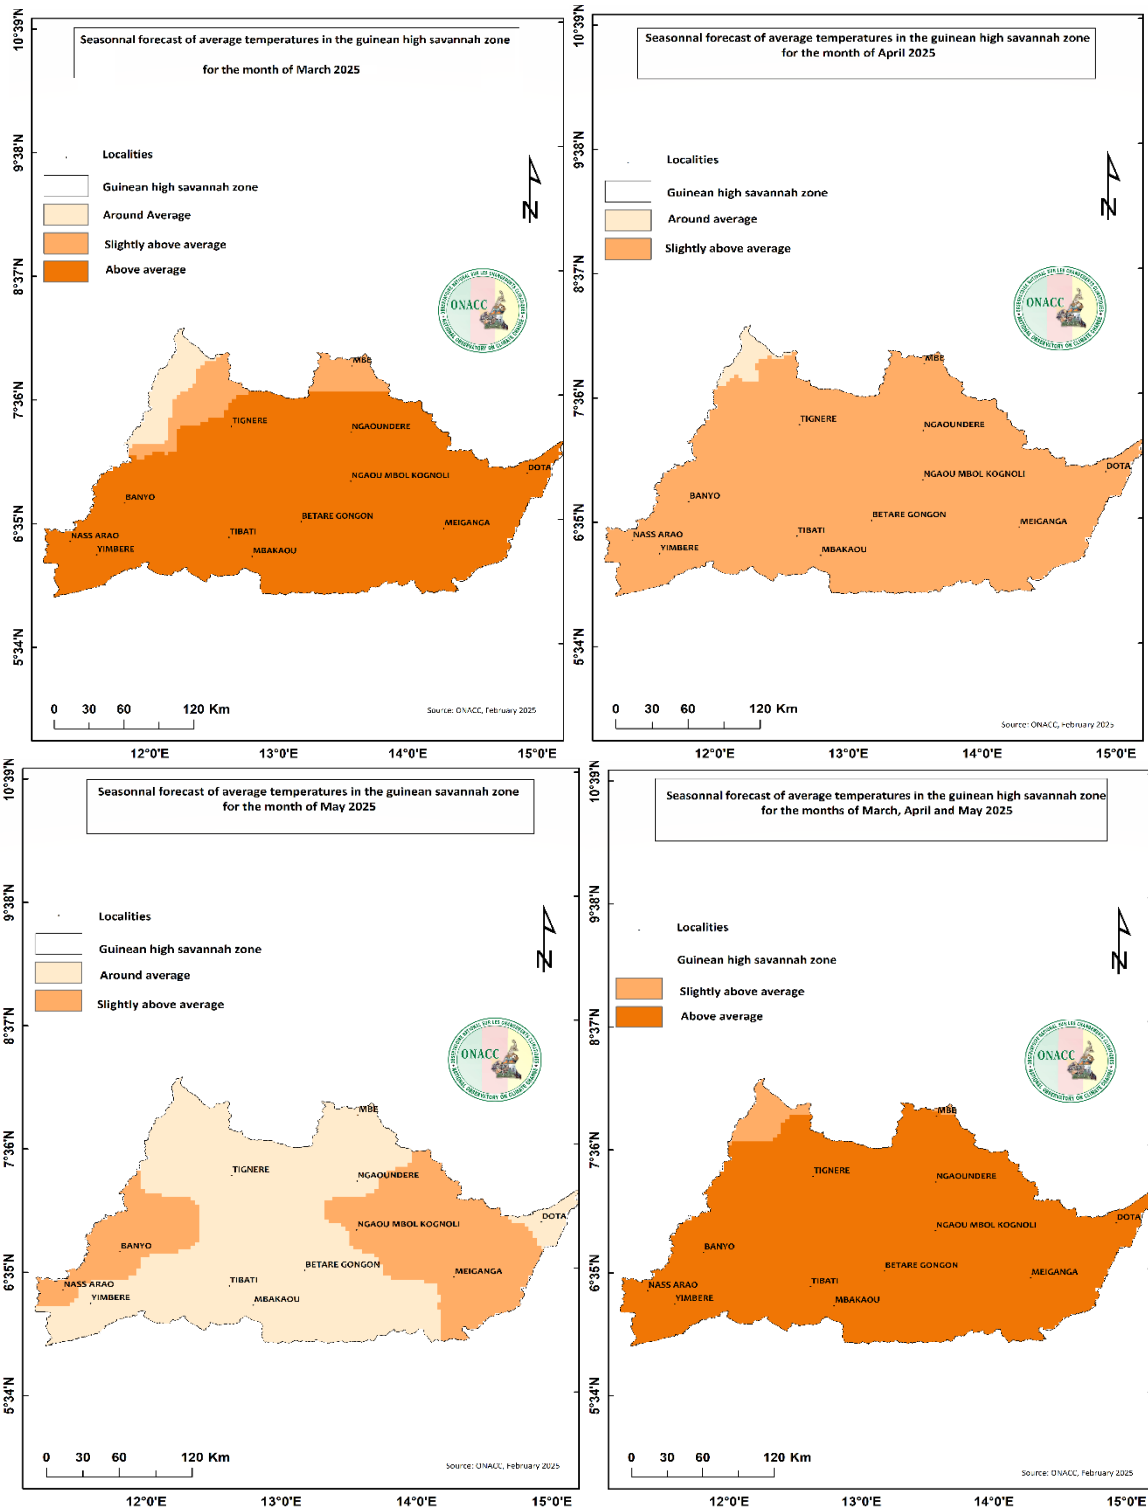 Seasonnal forecast of average temperatures in the guinean high savannah zone
for the month of March 2025
Localities
Guinean high savannah zone
Around Average
Slightly above average
Above average
ONACC
MBE
TIGNERE
NGAOUNDERE
NGAOU MBOL KOGNOLI
DOTA
BANYO
BETARE GONGON
MEIGANGA
NASS ARAO
TIBATI
YIMBERE
MBAKAOU
N
10°39'N
9°38'N
8°37'N
7°36'N
6°35'N
5°34'N
0 30 60 120 Km
Source: ONACC, February 2025
12°0'E 13°0'E 14°0'E 15°0'E
Seasonnal forecast of average temperatures in the guinean high savannah zone
for the month of April 2025
Localities
Guinean high savannah zone
Around average
Slightly above average
ONACC
MBE
TIGNERE
NGAOUNDERE
NGAOU MBOL KOGNOLI
DOTA
BANYO
BETARE GONGON
MEIGANGA
NASS ARAO
TIBATI
YIMBERE
MBAKAOU
N
10°39'N
9°38'N
8°37'N
7°36'N
6°35'N
5°34'N
0 30 60 120 Km
Source: ONACC, February 2025
12°0'E 13°0'E 14°0'E 15°0'E
Seasonnal forecast of average temperatures in the guinean savannah zone
for the month of May 2025
Localities
Guinean high savannah zone
Around average
Slightly above average
ONACC
MBE
TIGNERE
NGAOUNDERE
NGAOU MBOL KOGNOLI
DOTA
BANYO
BETARE GONGON
MEIGANGA
NASS ARAO
TIBATI
YIMBERE
MBAKAOU
N
10°39'N
9°38'N
8°37'N
7°36'N
6°35'N
5°34'N
0 30 60 120 Km
Source: ONACC, February 2025
12°0'E 13°0'E 14°0'E 15°0'E
Seasonnal forecast of average temperatures in the guinean high savannah zone
for the months of March, April and May 2025
Localities
Guinean high savannah zone
Slightly above average
Above average
ONACC
MBE
TIGNERE
NGAOUNDERE
NGAOU MBOL KOGNOLI
DOTA
BANYO
BETARE GONGON
MEIGANGA
NASS ARAO
TIBATI
YIMBERE
MBAKAOU
N
10°39'N
9°38'N
8°37'N
7°36'N
6°35'N
5°34'N
0 30 60 120 Km
Source: ONACC, February 2025
12°0'E 13°0'E 14°0'E 15°0'E